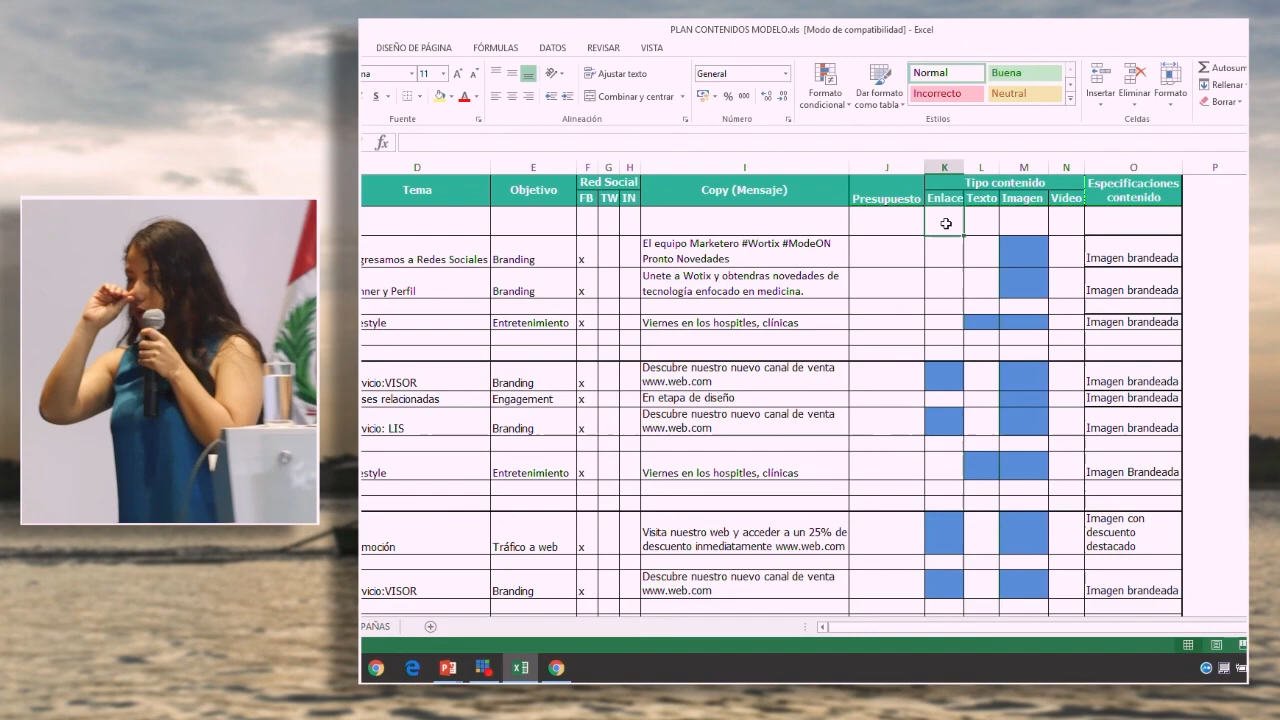 PLAN CONTENIDOS MODELO.xls [Modo de compatibilidad] - Excel
DISEÑO DE PÁGINA FÓRMULAS DATOS REVISAR VISTA
na 11 A A Ajustar texto General Normal Buena Autosum
S A Combinar y centrar % 000 Formato condicional Dar formato como tabla Incorrecto Neutral Insertar Eliminar Formato Rellenar
Borrar
Fuente Alineación Número Estilos Celdas
fx
D E F G H I J K L M N O P
Tema Objetivo Red Social Copy (Mensaje) Presupuesto Tipo contenido Especificaciones contenido
FB TW IN Enlace Texto Imagen Vídeo
El equipo Marketero #Wortix #ModeON
gresamos a Redes Sociales Branding x Pronto Novedades Imagen brandeada
Unete a Wotix y obtendras novedades de
nner y Perfil Branding x tecnología enfocado en medicina. Imagen brandeada
estyle Entretenimiento x Viernes en los hospitles, clínicas Imagen brandeada
Descubre nuestro nuevo canal de venta
vicio:VISOR Branding x www.web.com Imagen brandeada
ses relacionadas Engagement x En etapa de diseño Imagen brandeada
Descubre nuestro nuevo canal de venta
vicio: LIS Branding x www.web.com Imagen brandeada
estyle Entretenimiento x Viernes en los hospitles, clínicas Imagen Brandeada
Imagen con
Visita nuestro web y acceder a un 25% de descuento
moción Tráfico a web x descuento inmediatamente www.web.com destacado
Descubre nuestro nuevo canal de venta
vicio:VISOR Branding x www.web.com Imagen brandeada
PAÑAS